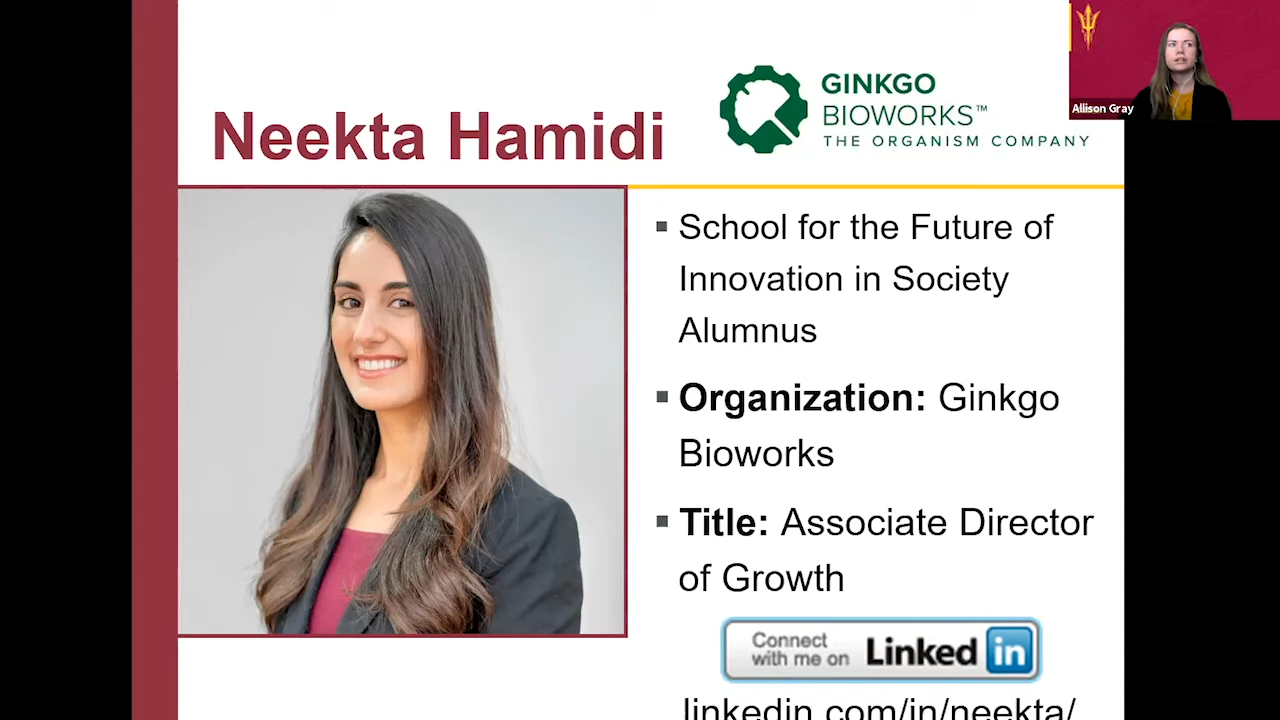 Neekta Hamidi
GINKGO
BIOWORKS™
THE ORGANISM COMPANY
Allison Gray
▪ School for the Future of
Innovation in Society
Alumnus
▪ Organization: Ginkgo
Bioworks
▪ Title: Associate Director
of Growth
Connect
with me on
Linked in
linkedin.com/in/neekta/